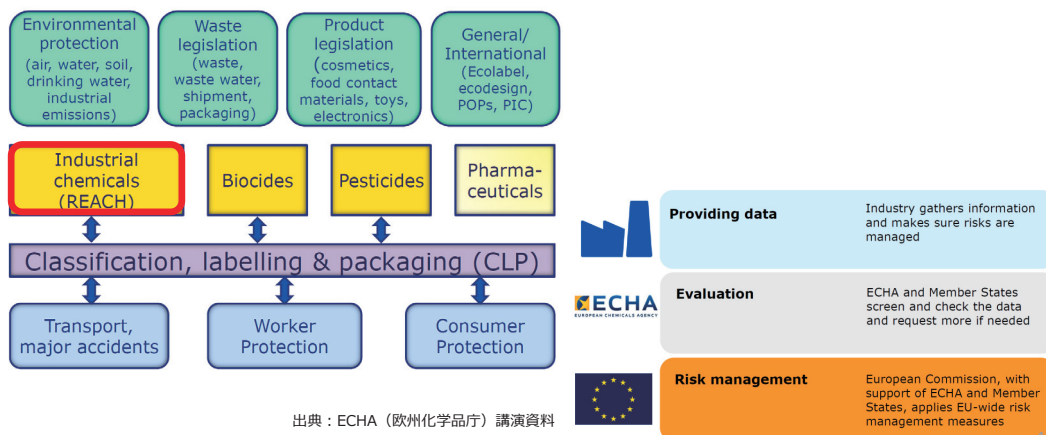 Environmental
protection
(air, water, soil,
drinking water,
industrial
emissions)
Waste
legislation
(waste,
waste water,
shipment,
packaging)
Product
legislation
(cosmetics,
food contact
materials, toys,
electronics)
General/
International
(Ecolabel,
ecodesign,
POPs, PIC)
Industrial
chemicals
(REACH)
Biocides
Pesticides
Pharma-
ceuticals
Classification, labelling & packaging (CLP)
Transport,
major accidents
Worker
Protection
Consumer
Protection
出典：ECHA（欧州化学品庁）講演資料
Providing data
Industry gathers information
and makes sure risks are
managed
ECHA
EUROPEAN CHEMICALS AGENCY
Evaluation
ECHA and Member States
screen and check the data
and request more if needed
Risk management
European Commission, with
support of ECHA and Member
States, applies EU-wide risk
management measures